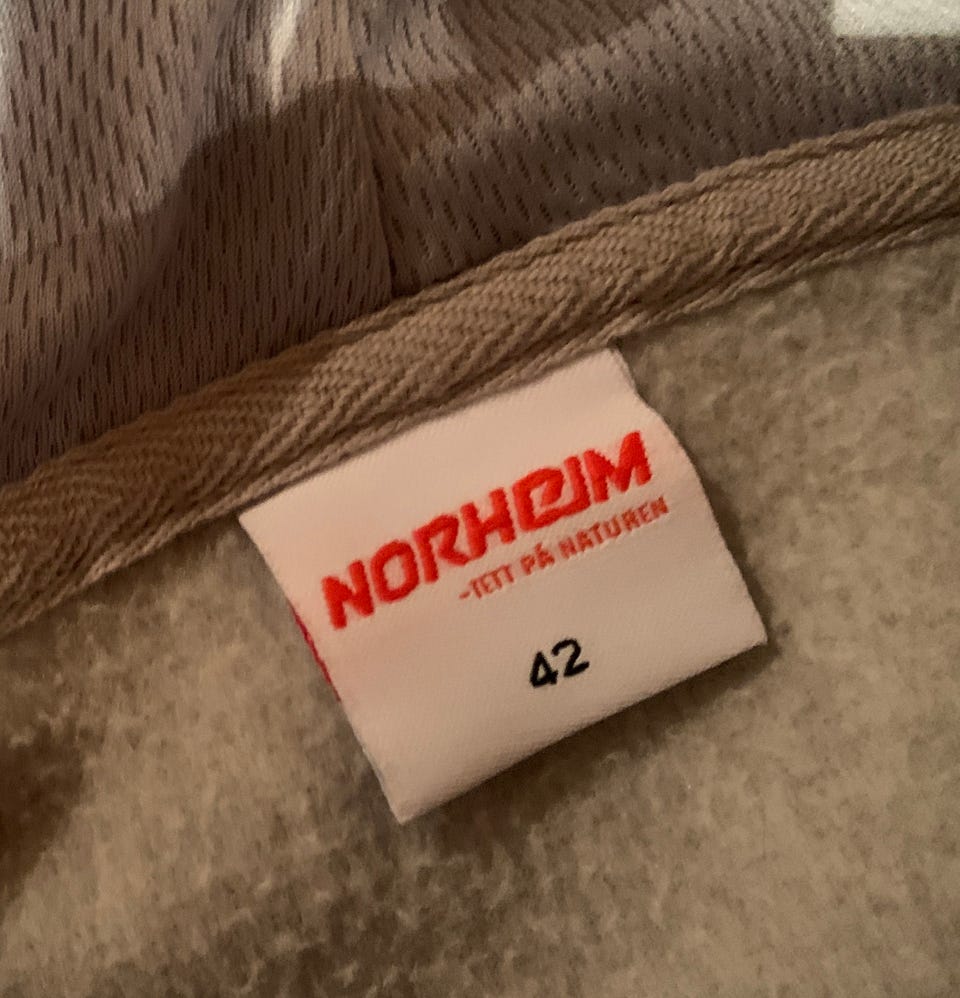 NORHEIM
-TETT PÅ NATUREN
42